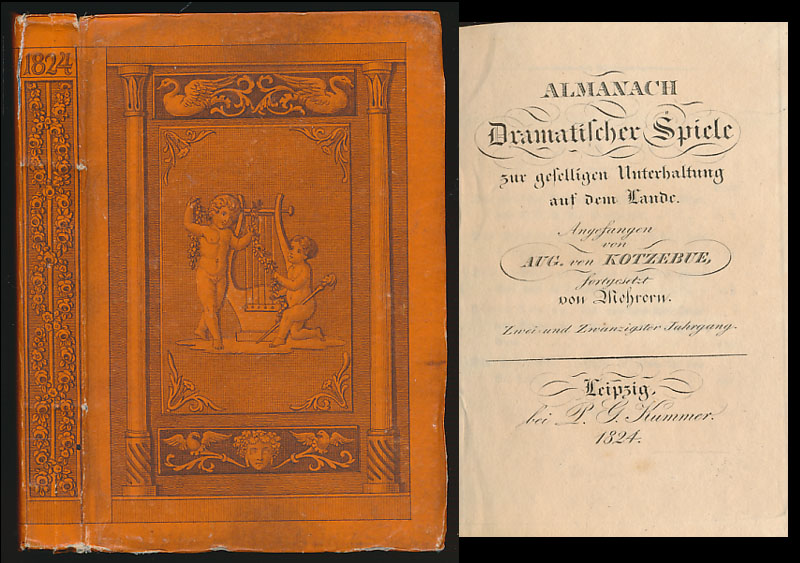 1824
ALMANACH
Dramatischer Spiele
zur geselligen Unterhaltung
auf dem Lande.
Angefangen
von
AUG. von KOTZEBUE,
fortgesetzt
von Mehrern.
Zwei und Zwanzigster Jahrgang.
Leipzig,
bei P. G. Kummer.
1824.